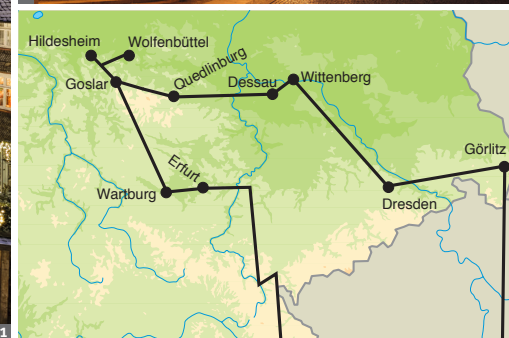 Hildesheim
Wolfenbüttel
Goslar
Quedlinburg
Dessau
Wittenberg
Görlitz
Erfurt
Wartburg
Dresden
1